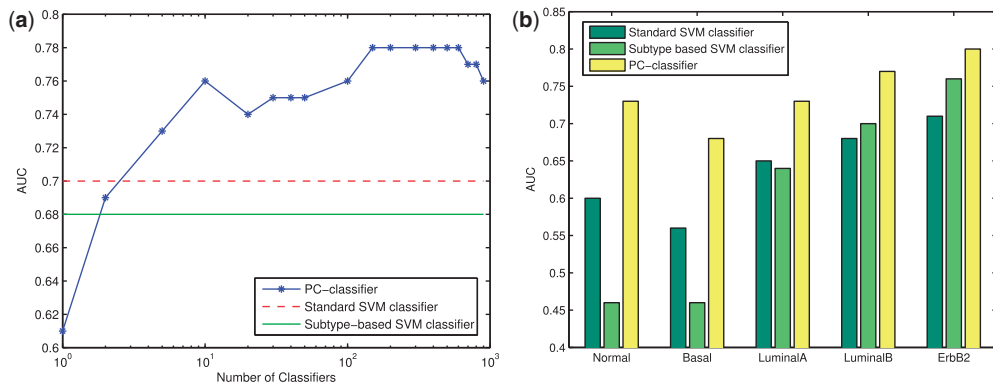 (a)
0.78
0.76
0.74
0.72
0.7
0.68
0.66
0.64
0.62
0.6
AUC
10^0
10^1
10^2
10^3
Number of Classifiers
PC-classifier
Standard SVM classifier
Subtype-based SVM classifier
(b)
0.85
0.8
0.75
0.7
0.65
0.6
0.55
0.5
0.45
0.4
AUC
Standard SVM classifier
Subtype based SVM classifier
PC-classifier
Normal
Basal
LuminalA
LuminalB
ErbB2